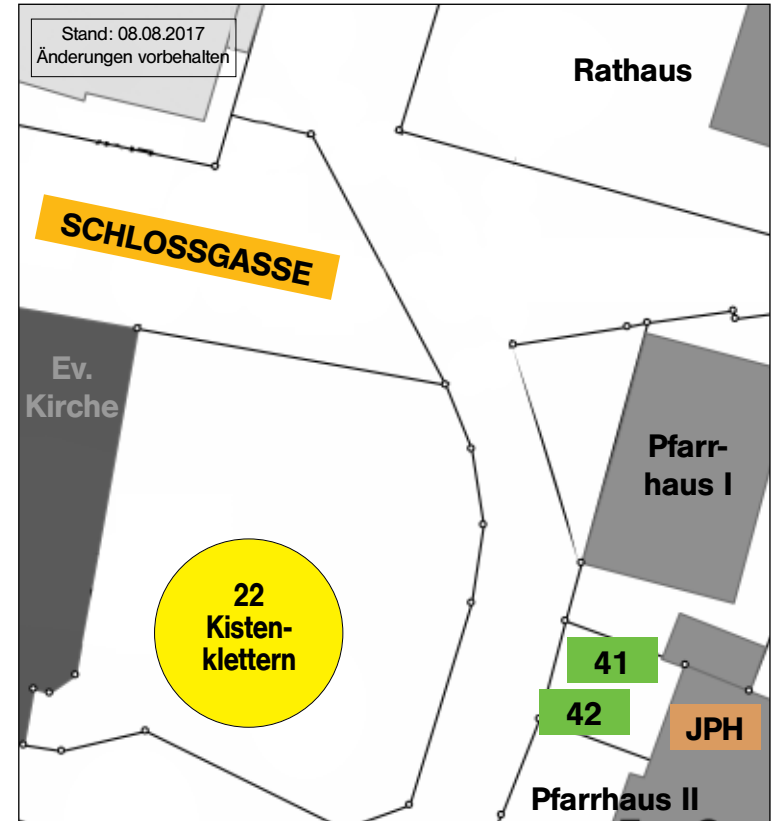 Stand: 08.08.2017
Änderungen vorbehalten
Rathaus
SCHLOSSGASSE
Ev.
Kirche
Pfarr-
haus I
22
Kisten-
klettern
41
42
JPH
Pfarrhaus II